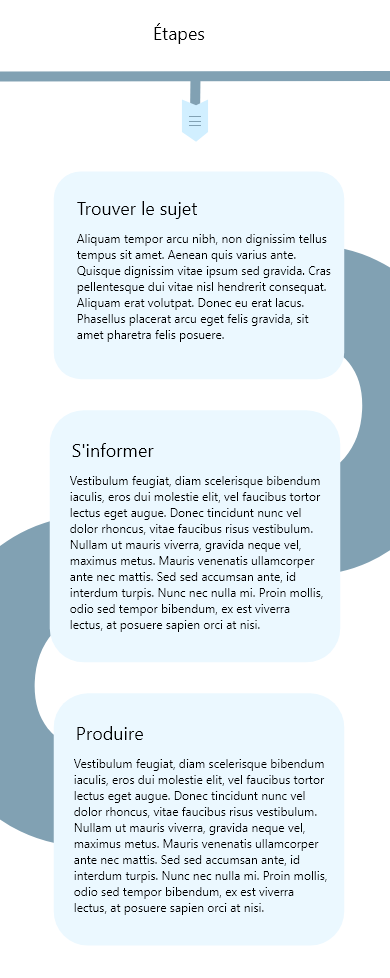 Étapes
Trouver le sujet
Aliquam tempor arcu nibh, non dignissim tellus
tempus sit amet. Aenean quis varius ante.
Quisque dignissim vitae ipsum sed gravida. Cras
pellentesque dui vitae nisl hendrerit consequat.
Aliquam erat volutpat. Donec eu erat lacus.
Phasellus placerat arcu eget felis gravida, sit
amet pharetra felis posuere.
S'informer
Vestibulum feugiat, diam scelerisque bibendum
iaculis, eros dui molestie elit, vel faucibus tortor
lectus eget augue. Donec tincidunt nunc vel
dolor rhoncus, vitae faucibus risus vestibulum.
Nullam ut mauris viverra, gravida neque vel,
maximus metus. Mauris venenatis ullamcorper
ante nec mattis. Sed sed accumsan ante, id
interdum turpis. Nunc nec nulla mi. Proin mollis,
odio sed tempor bibendum, ex est viverra
lectus, at posuere sapien orci at nisi.
Produire
Vestibulum feugiat, diam scelerisque bibendum
iaculis, eros dui molestie elit, vel faucibus tortor
lectus eget augue. Donec tincidunt nunc vel
dolor rhoncus, vitae faucibus risus vestibulum.
Nullam ut mauris viverra, gravida neque vel,
maximus metus. Mauris venenatis ullamcorper
ante nec mattis. Sed sed accumsan ante, id
interdum turpis. Nunc nec nulla mi. Proin mollis,
odio sed tempor bibendum, ex est viverra
lectus, at posuere sapien orci at nisi.